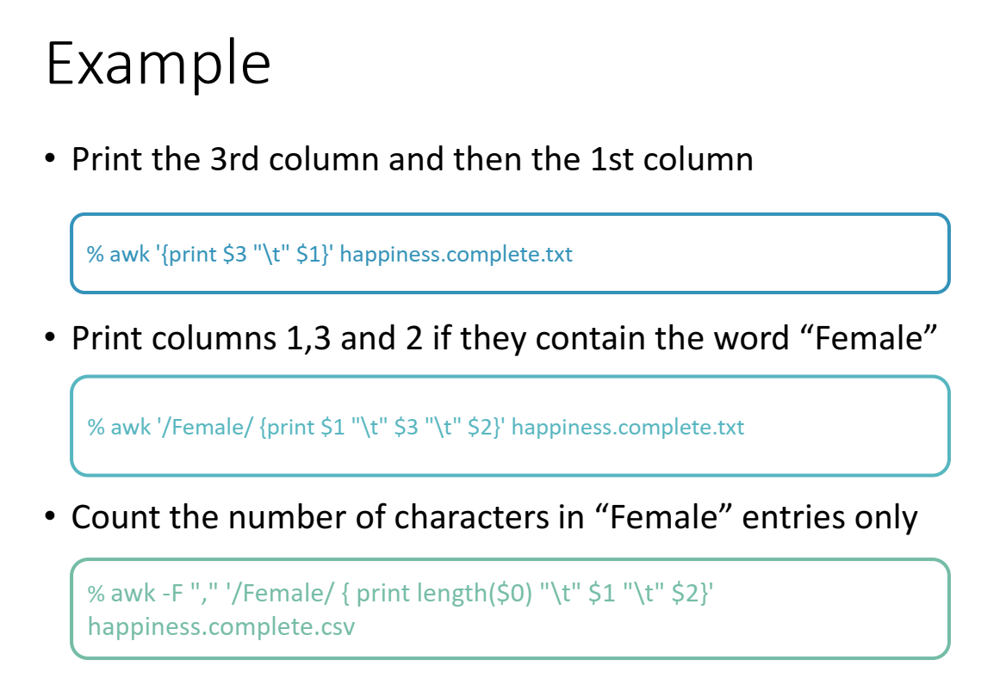 Example
• Print the 3rd column and then the 1st column
% awk '{print $3 "\t" $1}' happiness.complete.txt
• Print columns 1,3 and 2 if they contain the word “Female”
% awk '/Female/ {print $1 "\t" $3 "\t" $2}' happiness.complete.txt
• Count the number of characters in “Female” entries only
% awk -F "," '/Female/ { print length($0) "\t" $1 "\t" $2}'
happiness.complete.csv